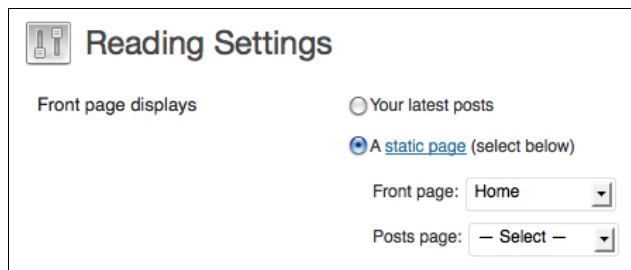 Reading Settings
Front page displays
Your latest posts
A static page (select below)
Front page: Home
Posts page: — Select —